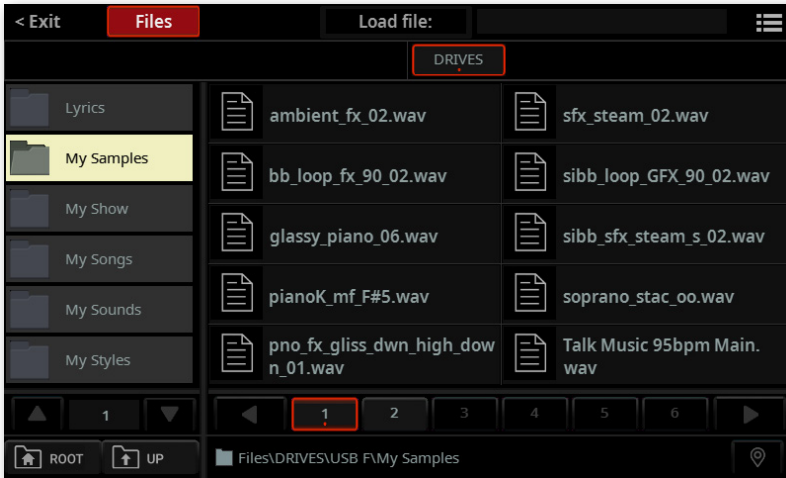 < Exit
Files
Load file:
DRIVES
Lyrics
My Samples
My Show
My Songs
My Sounds
My Styles
ambient_fx_02.wav
sfx_steam_02.wav
bb_loop_fx_90_02.wav
sibb_loop_GFX_90_02.wav
glassy_piano_06.wav
sibb_sfx_steam_s_02.wav
pianoK_mf_F#5.wav
soprano_stac_oo.wav
pno_fx_gliss_dwn_high_dow
n_01.wav
Talk Music 95bpm Main.
wav
1
1
2
3
4
5
6
ROOT
UP
Files\DRIVES\USB F\My Samples